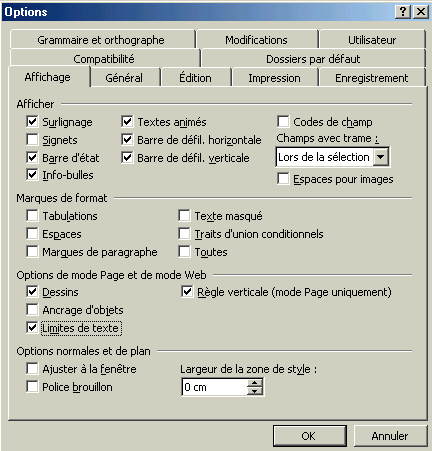 Options
Grammaire et orthographe Modifications Utilisateur
Compatibilité Dossiers par défaut
Affichage Général Édition Impression Enregistrement
Afficher
Surlignage Textes animés Codes de champ
Signets Barre de défil. horizontale Champs avec trame :
Barre d'état Barre de défil. verticale Lors de la sélection
Info-bulles Espaces pour images
Marques de format
Tabulations Texte masqué
Espaces Traits d'union conditionnels
Marques de paragraphe Toutes
Options de mode Page et de mode Web
Dessins Règle verticale (mode Page uniquement)
Ancrage d'objets
Limites de texte
Options normales et de plan
Ajuster à la fenêtre Largeur de la zone de style :
Police brouillon 0 cm
OK Annuler